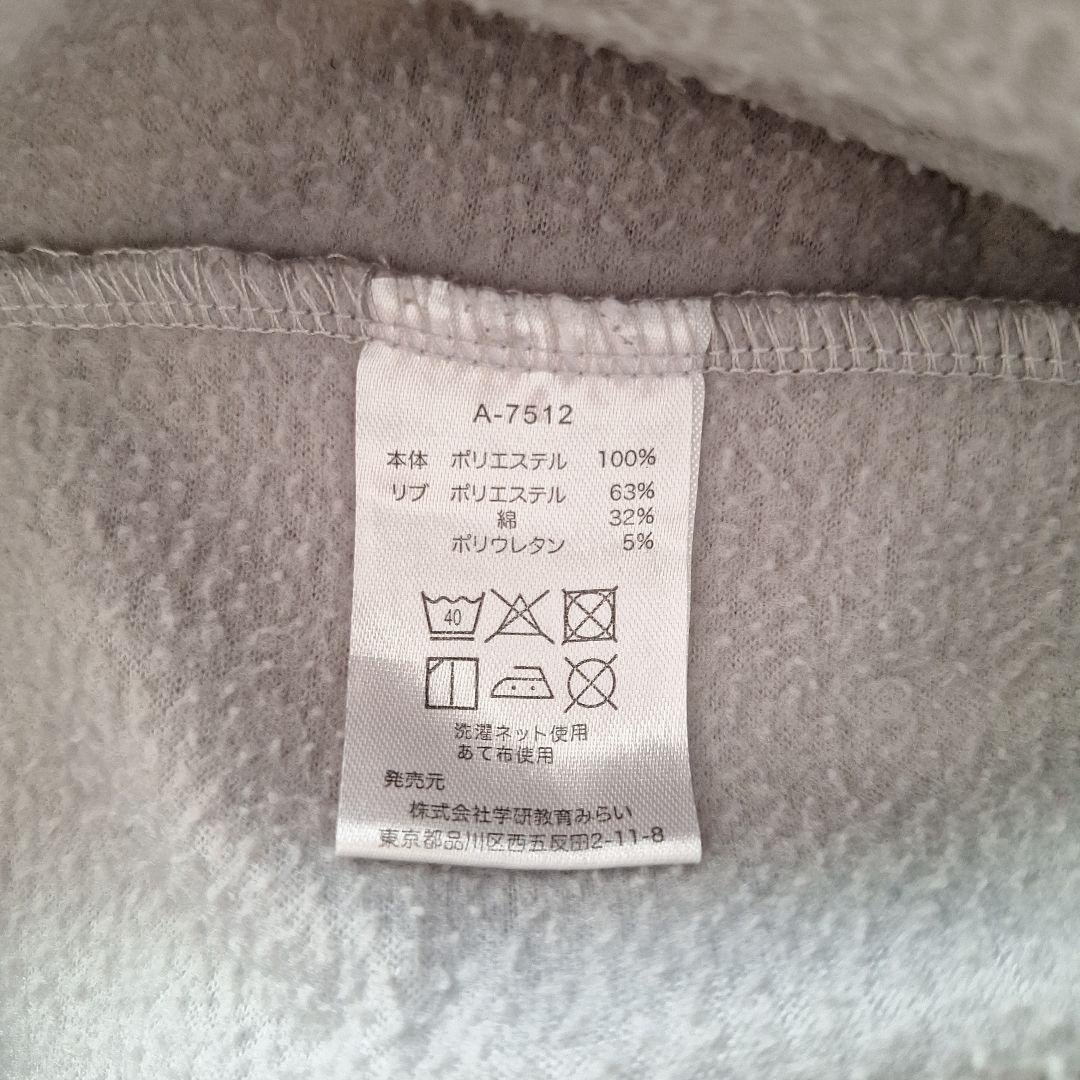 A-7512
本体 ポリエステル 100%
リブ ポリエステル 63%
綿 32%
ポリウレタン 5%
40
洗濯ネット使用
あて布使用
発売元
株式会社学研教育みらい
東京都品川区西五反田2-11-8